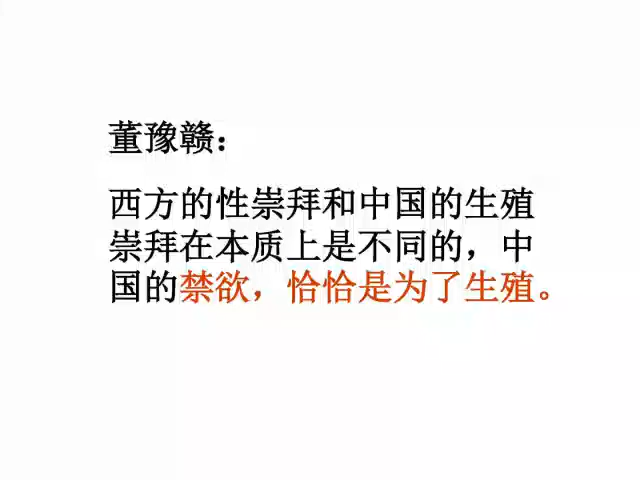 董豫赣：
西方的性崇拜和中国的生殖
崇拜在本质上是不同的，中
国的禁欲，恰恰是为了生殖。